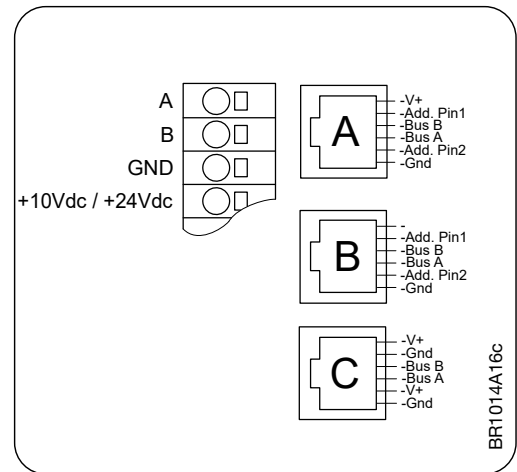 A
B
GND
+10Vdc / +24Vdc
A
-V+
-Add. Pin1
-Bus B
-Bus A
-Add. Pin2
-Gnd
B
-
-Add. Pin1
-Bus B
-Bus A
-Add. Pin2
-Gnd
C
-V+
-Gnd
-Bus B
-Bus A
-V+
-Gnd
BR1014A16c